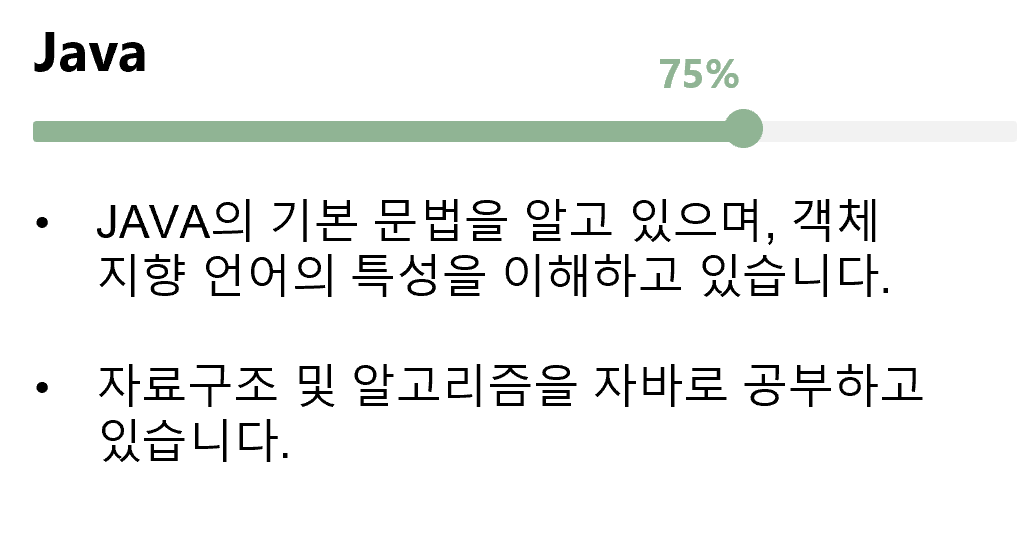 Java
75%
• JAVA의 기본 문법을 알고 있으며, 객체
지향 언어의 특성을 이해하고 있습니다.
• 자료구조 및 알고리즘을 자바로 공부하고
있습니다.